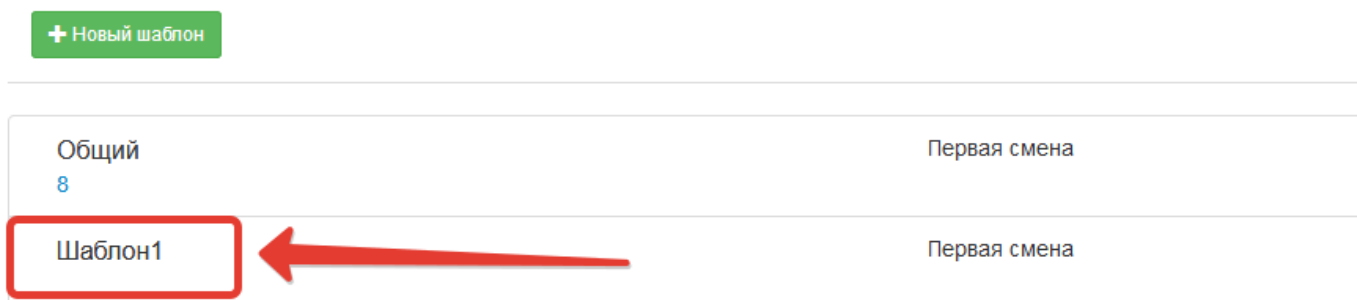 Новый шаблон
Общий
Первая смена
8
Шаблон1
Первая смена